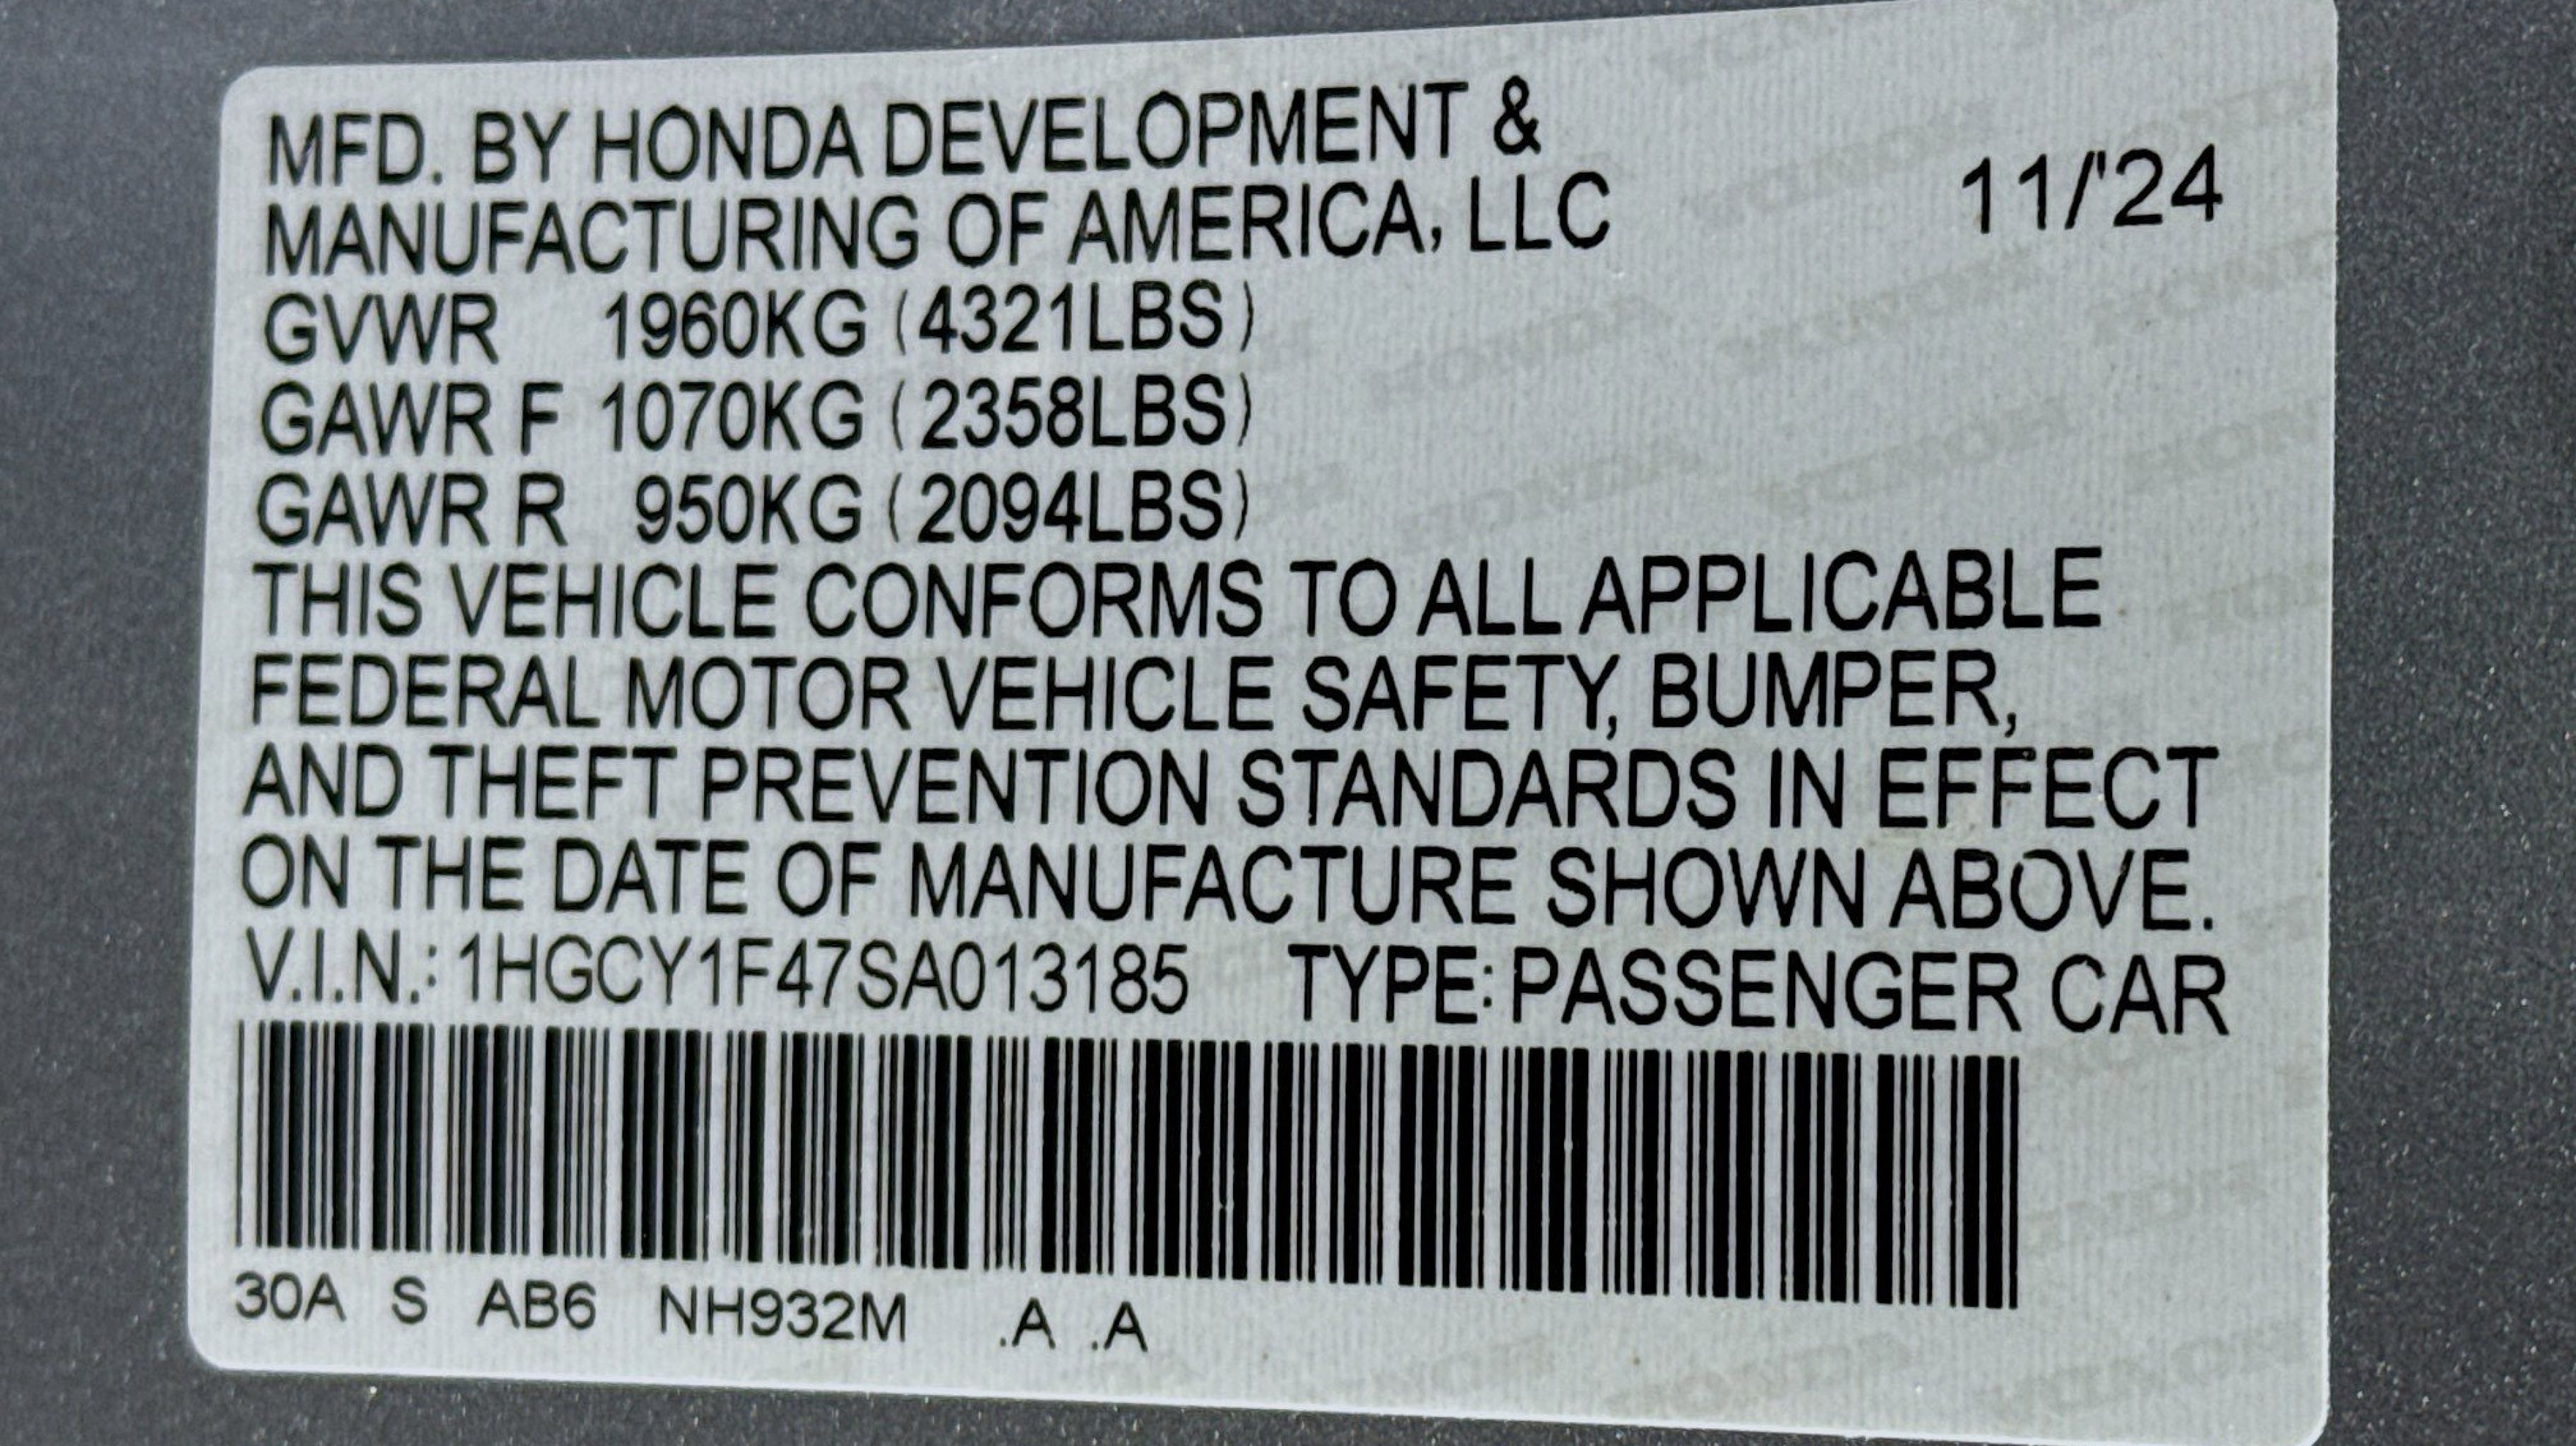 MFD. BY HONDA DEVELOPMENT &
MANUFACTURING OF AMERICA, LLC
11/'24
GVWR 1960KG (4321LBS)
GAWR F 1070KG (2358LBS)
GAWR R 950KG (2094LBS)
THIS VEHICLE CONFORMS TO ALL APPLICABLE
FEDERAL MOTOR VEHICLE SAFETY, BUMPER,
AND THEFT PREVENTION STANDARDS IN EFFECT
ON THE DATE OF MANUFACTURE SHOWN ABOVE.
V.I.N.: 1HGCY1F47SA013185 TYPE: PASSENGER CAR
30A S AB6 NH932M .A .A